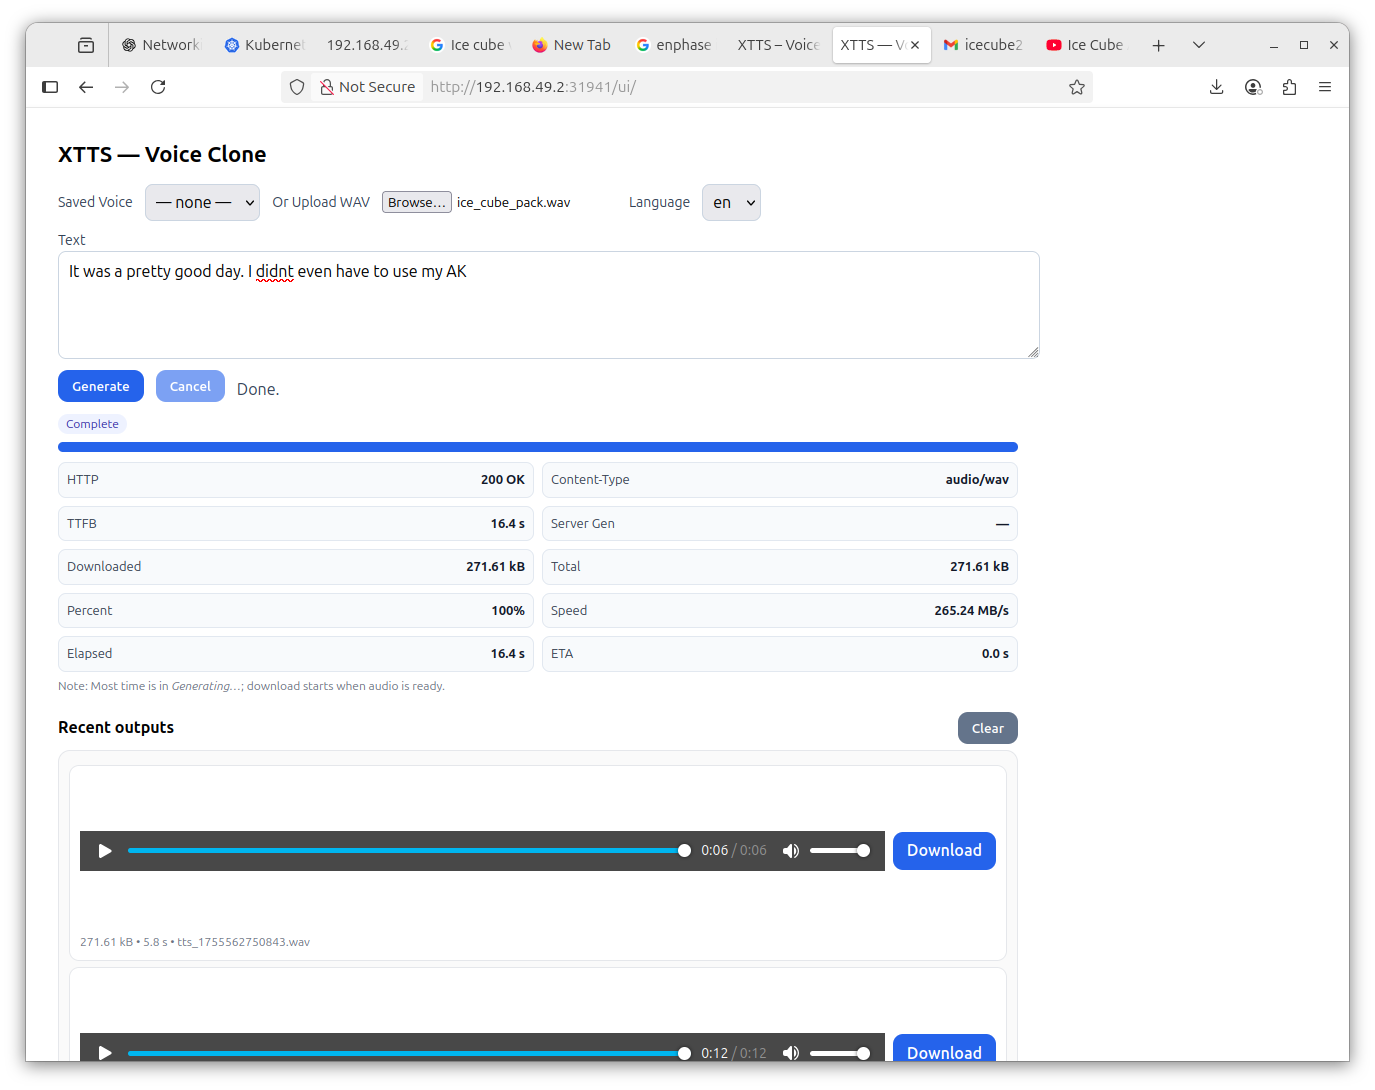 Network
Kubernet
192.168.49.2
Ice cube
New Tab
enphase
XTTS – Voice
XTTS — Vo
icecube2
Ice Cube
Not Secure
http://192.168.49.2:31941/ui/
XTTS — Voice Clone
Saved Voice
— none —
Or Upload WAV
Browse...
ice_cube_pack.wav
Language
en
Text
It was a pretty good day. I didnt even have to use my AK
Generate
Cancel
Done.
Complete
HTTP
200 OK
Content-Type
audio/wav
TTFB
16.4 s
Server Gen
—
Downloaded
271.61 kB
Total
271.61 kB
Percent
100%
Speed
265.24 MB/s
Elapsed
16.4 s
ETA
0.0 s
Note: Most time is in Generating...; download starts when audio is ready.
Recent outputs
Clear
0:06 / 0:06
Download
271.61 kB • 5.8 s • tts_1755562750843.wav
0:12 / 0:12
Download